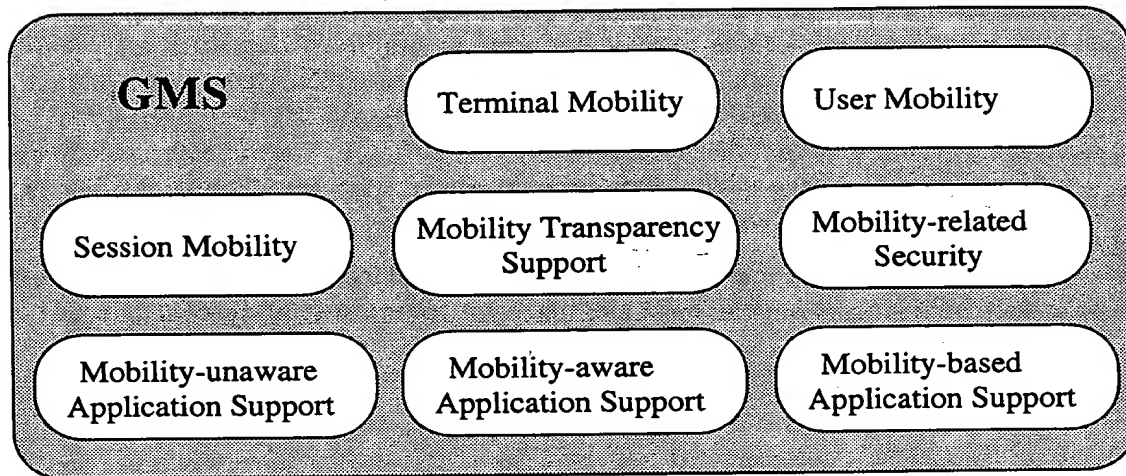 GMS
Terminal Mobility
User Mobility
Session Mobility
Mobility Transparency
Support
Mobility-related
Security
Mobility-unaware
Application Support
Mobility-aware
Application Support
Mobility-based
Application Support